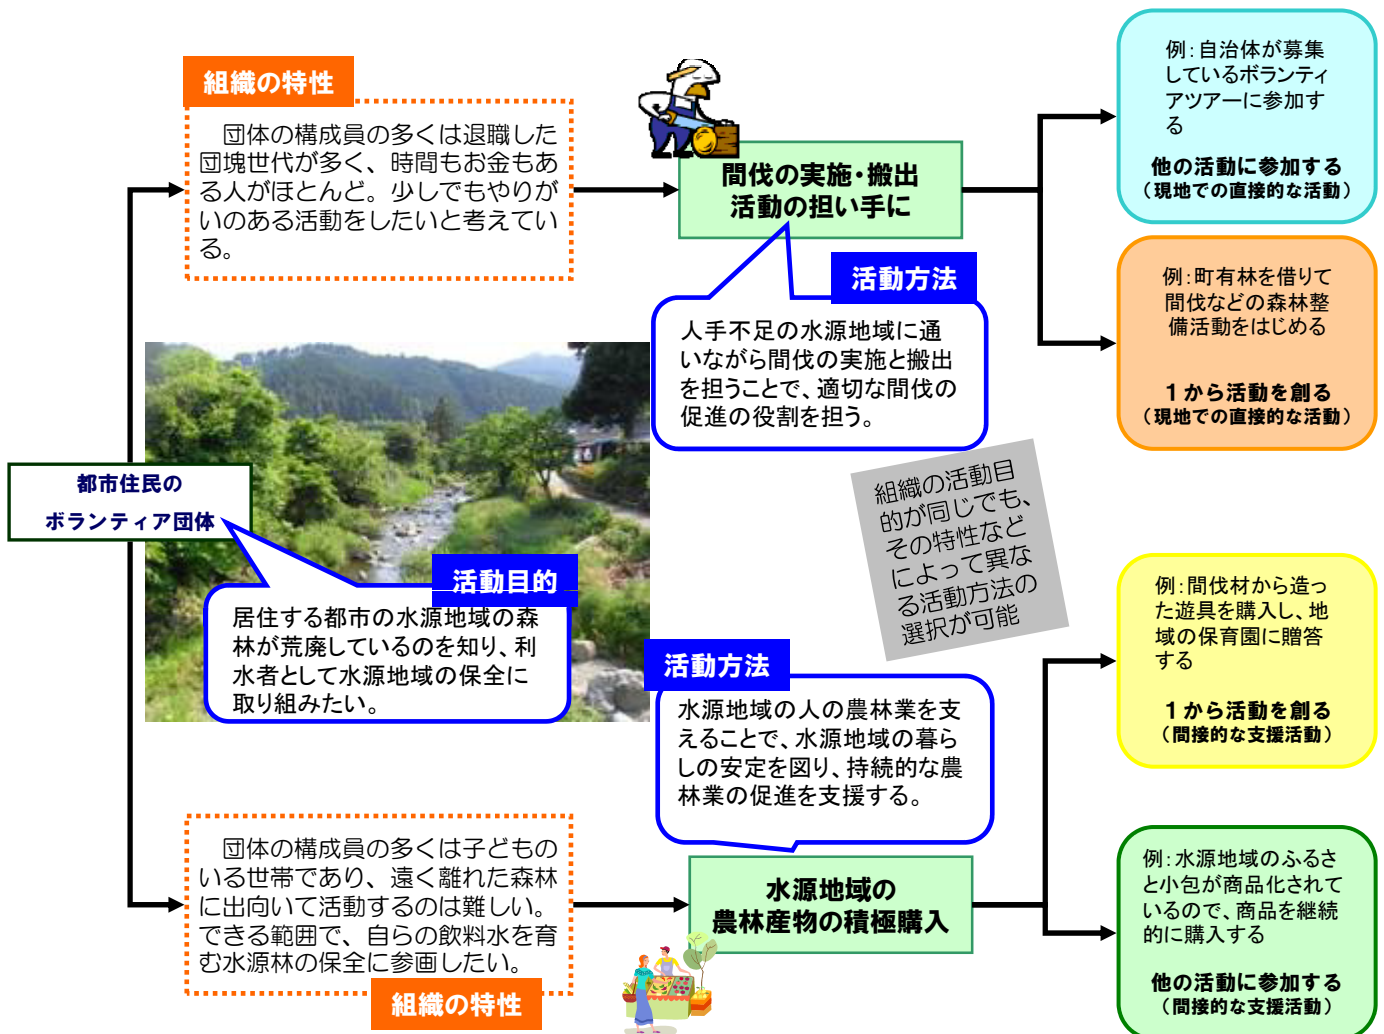 組織の特性
団体の構成員の多くは退職した
団塊世代が多く、時間もお金もあ
る人がほとんど。少しでもやりが
いのある活動をしたいと考えてい
る。
間伐の実施・搬出
活動の担い手に
活動方法
人手不足の水源地域に通
いながら間伐の実施と搬出
を担うことで、適切な間伐の
促進の役割を担う。
例：自治体が募集
しているボランティ
アツアーに参加す
る
他の活動に参加する
（現地での直接的な活動）
例：町有林を借りて
間伐などの森林整
備活動をはじめる
１から活動を創る
（現地での直接的な活動）
都市住民の
ボランティア団体
活動目的
居住する都市の水源地域の森
林が荒廃しているのを知り、利
水者として水源地域の保全に
取り組みたい。
組織の活動目
的が同じでも、
その特性など
によって異な
る活動方法の
選択が可能
活動方法
水源地域の人の農林業を支
えることで、水源地域の暮ら
しの安定を図り、持続的な農
林業の促進を支援する。
団体の構成員の多くは子どもの
いる世帯であり、遠く離れた森林
に出向いて活動するのは難しい。
できる範囲で、自らの飲料水を育
む水源林の保全に参画したい。
組織の特性
水源地域の
農林産物の積極購入
例：間伐材から造っ
た遊具を購入し、地
域の保育園に贈答
する
１から活動を創る
（間接的な支援活動）
例：水源地域のふるさ
と小包が商品化されて
いるので、商品を継続
的に購入する
他の活動に参加する
（間接的な支援活動）